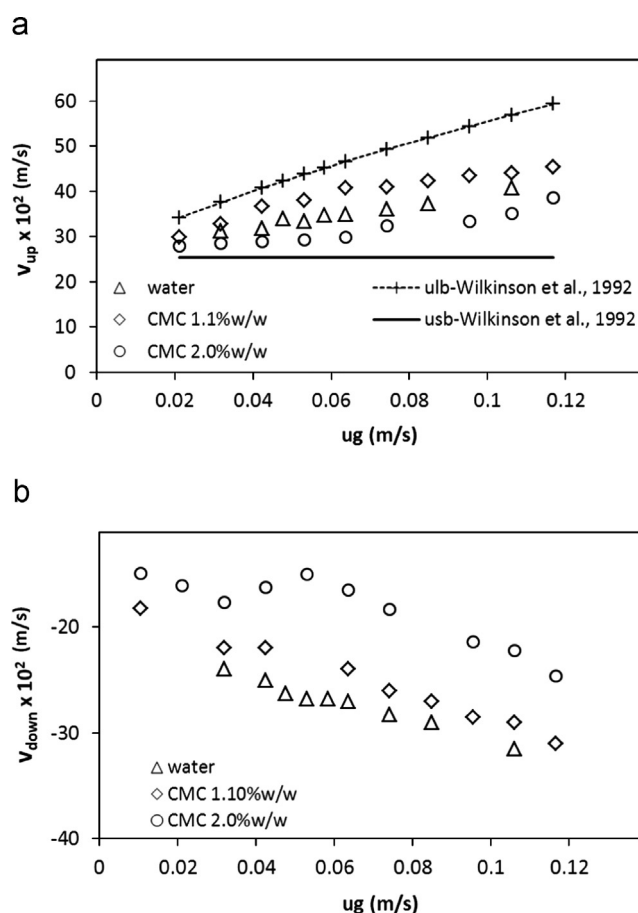 a
60
50
40
30
20
10
0
v_up x 10² (m/s)
water
CMC 1.1%w/w
CMC 2.0%w/w
ulb-Wilkinson et al., 1992
usb-Wilkinson et al., 1992
0 0.02 0.04 0.06 0.08 0.1 0.12
ug (m/s)
b
-20
-30
-40
v_down x 10² (m/s)
water
CMC 1.10%w/w
CMC 2.0%w/w
0 0.02 0.04 0.06 0.08 0.1 0.12
ug (m/s)